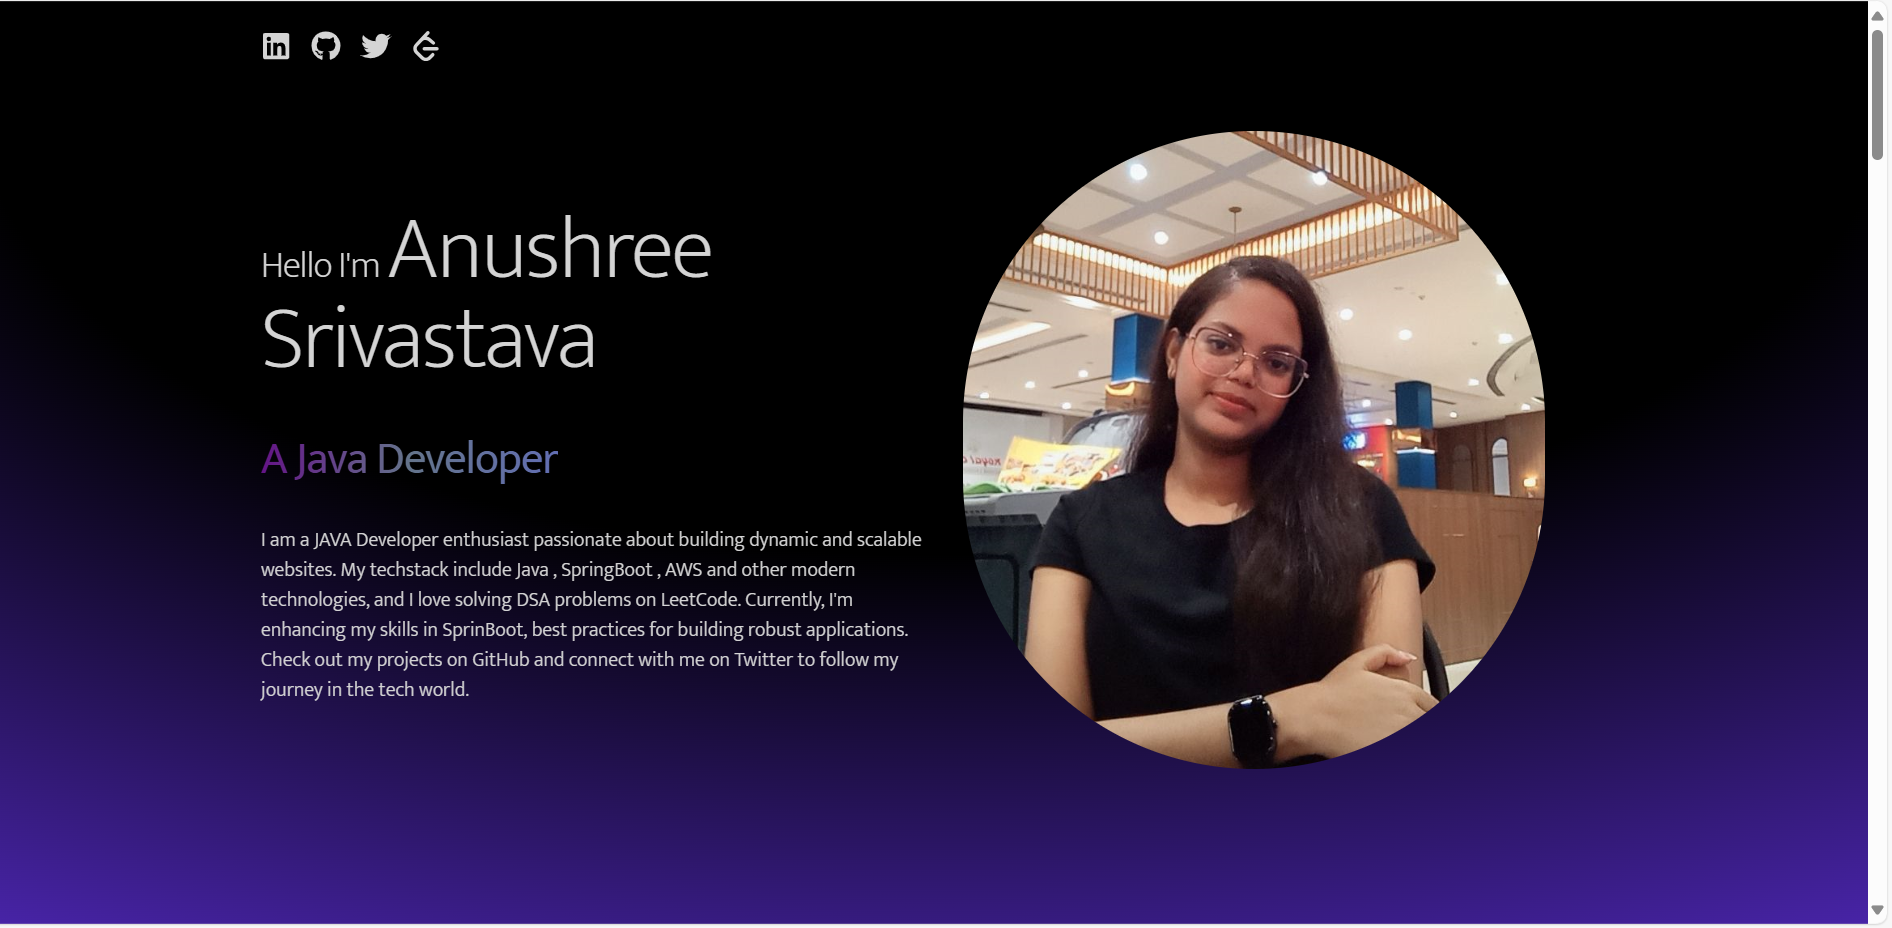 in
Hello I'm Anushree
Srivastava
A Java Developer
I am a JAVA Developer enthusiast passionate about building dynamic and scalable
websites. My techstack include Java , SpringBoot , AWS and other modern
technologies, and I love solving DSA problems on LeetCode. Currently, I'm
enhancing my skills in SprinBoot, best practices for building robust applications.
Check out my projects on GitHub and connect with me on Twitter to follow my
journey in the tech world.